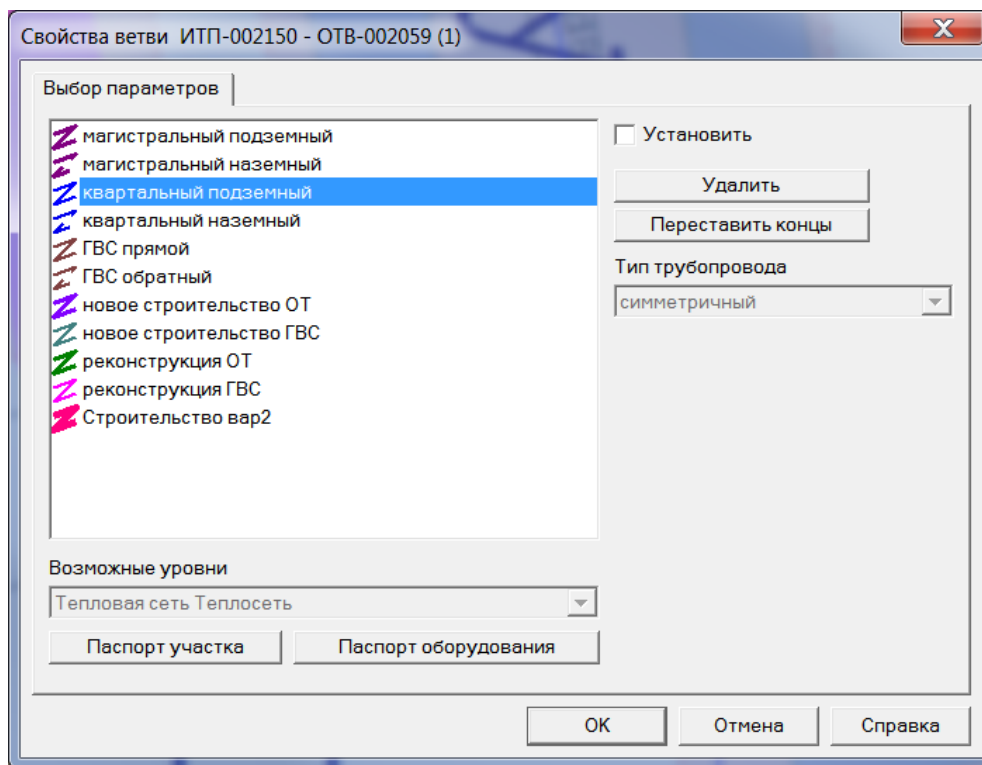 Свойства ветви ИТП-002150 - ОТВ-002059 (1)
Выбор параметров
магистральный подземный
магистральный наземный
квартальный подземный
квартальный наземный
ГВС прямой
ГВС обратный
новое строительство ОТ
новое строительство ГВС
реконструкция ОТ
реконструкция ГВС
Строительство вар2
Установить
Удалить
Переставить концы
Тип трубопровода
симметричный
Возможные уровни
Тепловая сеть Теплосеть
Паспорт участка
Паспорт оборудования
OK
Отмена
Справка